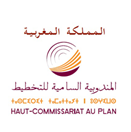 المملكة المغربية
المندوبية السامية للتخطيط
HAUT-COMMISSARIAT AU PLAN